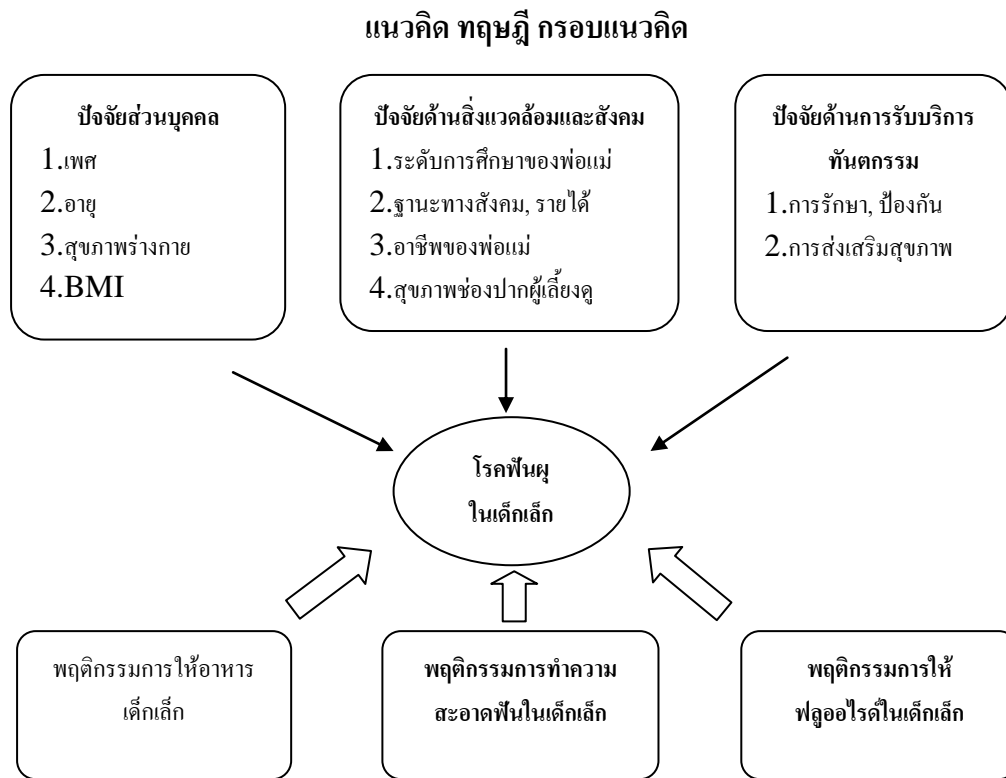 แนวคิด ทฤษฎี กรอบแนวคิด
ปัจจัยส่วนบุคคล
1.เพศ
2.อายุ
3.สุขภาพร่างกาย
4.BMI
ปัจจัยด้านสิ่งแวดล้อมและสังคม
1.ระดับการศึกษาของพ่อแม่
2.ฐานะทางสังคม, รายได้
3.อาชีพของพ่อแม่
4.สุขภาพช่องปากผู้เลี้ยงดู
ปัจจัยด้านการรับบริการ
ทันตกรรม
1.การรักษา, ป้องกัน
2.การส่งเสริมสุขภาพ
โรคฟันผุ
ในเด็กเล็ก
พฤติกรรมการให้อาหาร
เด็กเล็ก
พฤติกรรมการทำความ
สะอาดฟันในเด็กเล็ก
พฤติกรรมการให้
ฟลูออไรด์ในเด็กเล็ก